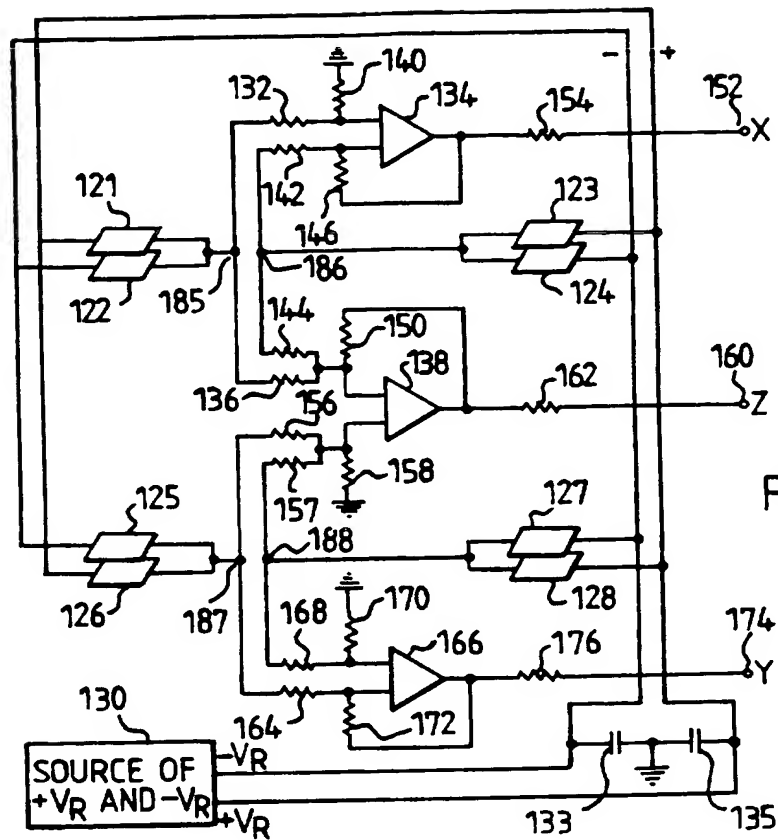 - +
132 140 134 154 152
X
142 146
121 123
122 185 186 124
144 150
138 160
136 162 Z
156
158
125 157 127
188
126 187 128
168 170 166 176 174
Y
130 164 172
-VR
SOURCE OF
+VR AND -VR
+VR
133 135
F